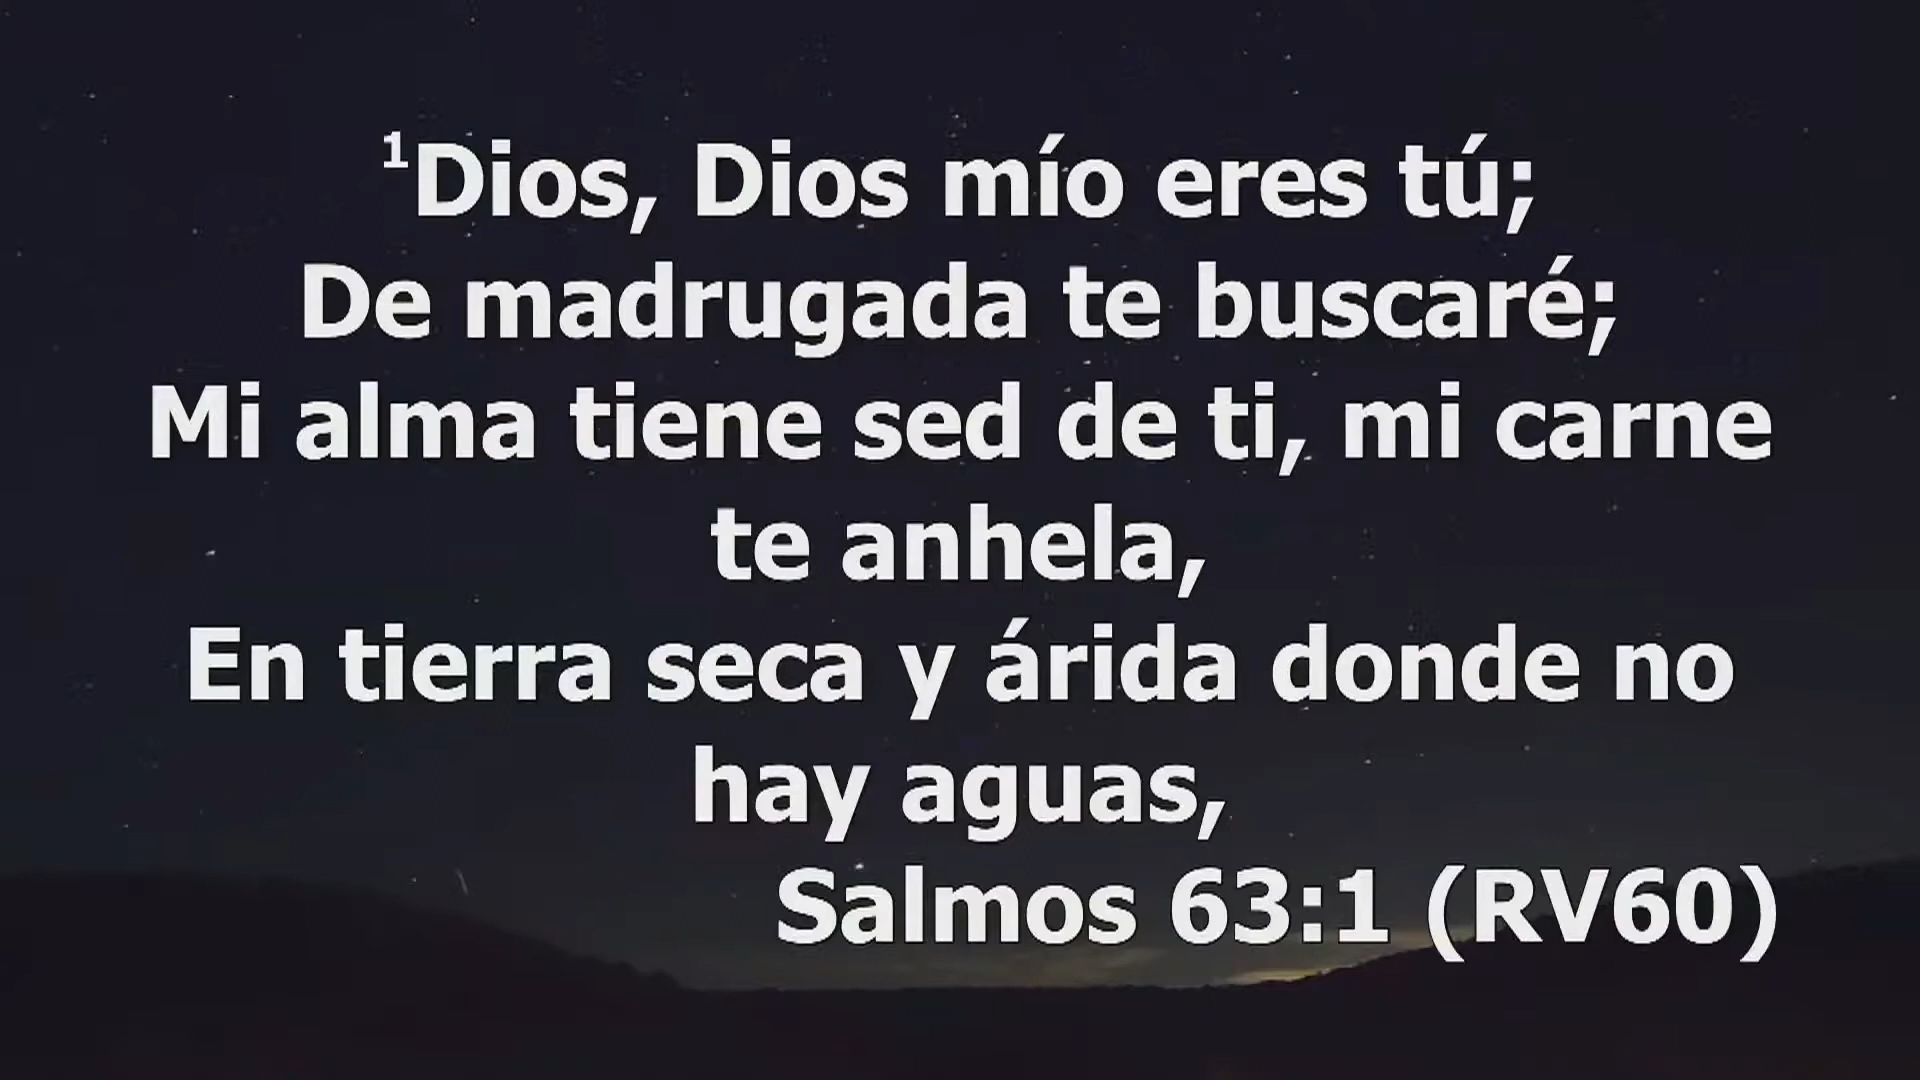 ¹Dios, Dios mío eres tú;
De madrugada te buscaré;
Mi alma tiene sed de ti, mi carne
te anhela,
En tierra seca y árida donde no
hay aguas,
Salmos 63:1 (RV60)